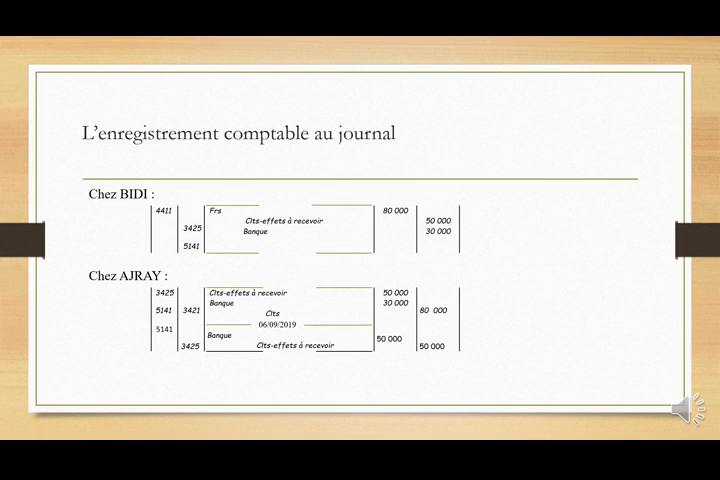 L'enregistrement comptable au journal
Chez BIDI :
4411 Frs 80 000
Clts-effets à recevoir 50 000
3425 Banque 30 000
5141
Chez AJRAY :
3425 Clts-effets à recevoir 50 000
Banque 30 000
5141 3421 Clts 80 000
06/09/2019
5141
Banque 50 000
3425 Clts-effets à recevoir 50 000